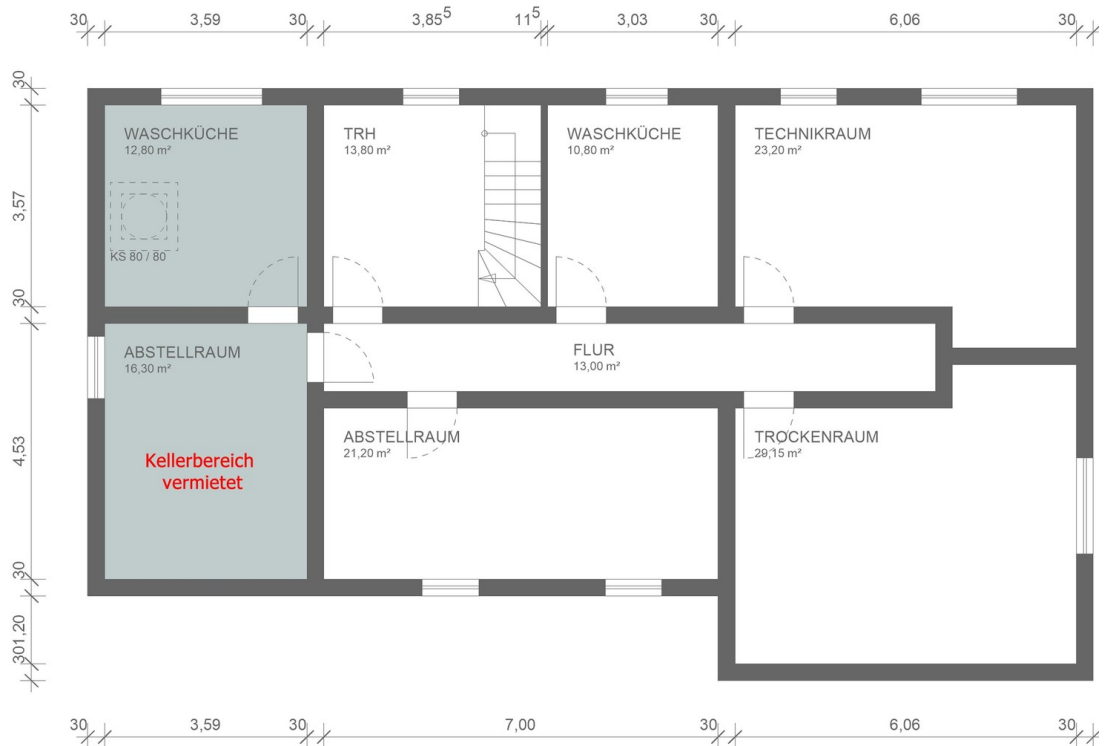 30 3,59 30 3,85⁵ 11⁵ 3,03 30 6,06 30
30
3,57
30
4,53
30
1,20
30
WASCHKÜCHE
12,80 m²
KS 80 / 80
TRH
13,80 m²
WASCHKÜCHE
10,80 m²
TECHNIKRAUM
23,20 m²
ABSTELLRAUM
16,30 m²
Kellerbereich
vermietet
FLUR
13,00 m²
ABSTELLRAUM
21,20 m²
TROCKENRAUM
29,15 m²
30 3,59 30 7,00 30 6,06 30